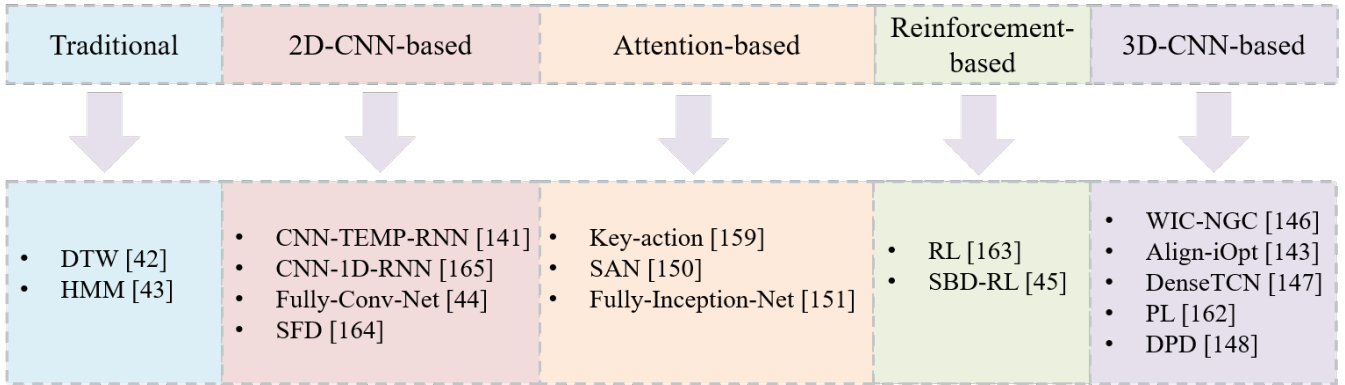 Traditional
2D-CNN-based
Attention-based
Reinforcement-
based
3D-CNN-based
• DTW [42]
• HMM [43]
• CNN-TEMP-RNN [141]
• CNN-1D-RNN [165]
• Fully-Conv-Net [44]
• SFD [164]
• Key-action [159]
• SAN [150]
• Fully-Inception-Net [151]
• RL [163]
• SBD-RL [45]
• WIC-NGC [146]
• Align-iOpt [143]
• DenseTCN [147]
• PL [162]
• DPD [148]